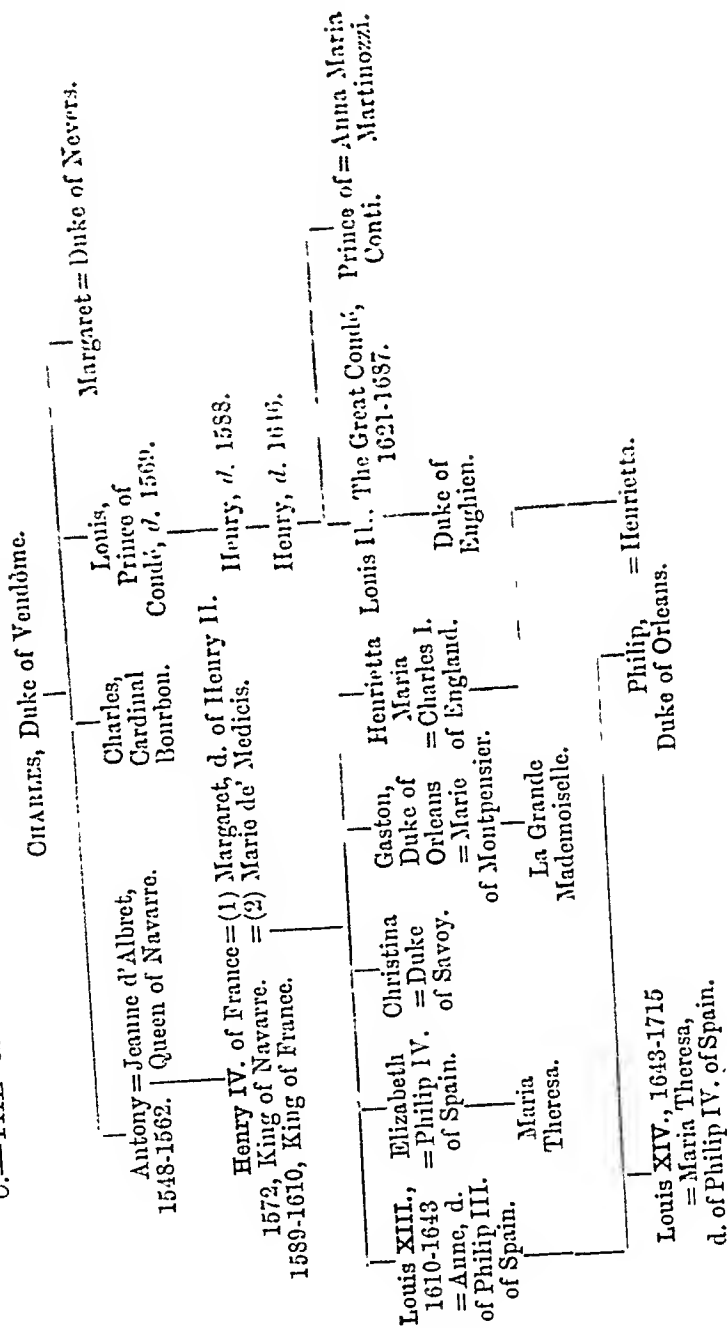 CHARLES, Duke of Vendôme.
Antony = Jeanne d'Albret,
1548-1562. Queen of Navarre.
Charles,
Cardinal
Bourbon.
Louis,
Prince of
Condé, d. 1569.
Margaret = Duke of Nevers.
Henry IV. of France = (1) Margaret, d. of Henry II.
1572, King of Navarre. = (2) Marie de' Medicis.
1589-1610, King of France.
Henry, d. 1588.
Henry, d. 1646.
Louis XIII.,
1610-1643
= Anne, d.
of Philip III.
of Spain.
Elizabeth
= Philip IV.
of Spain.
Maria
Theresa.
Christina
= Duke
of Savoy.
Gaston,
Duke of
Orleans
= Marie
of Montpensier.
La Grande
Mademoiselle.
Henrietta
Maria
= Charles I.
of England.
Louis II., The Great Condé,
1621-1687.
Duke of
Enghien.
Prince of = Anna Maria
Conti. Martinozzi.
Louis XIV., 1643-1715
= Maria Theresa,
d. of Philip IV. of Spain.
Philip, = Henrietta.
Duke of Orleans.